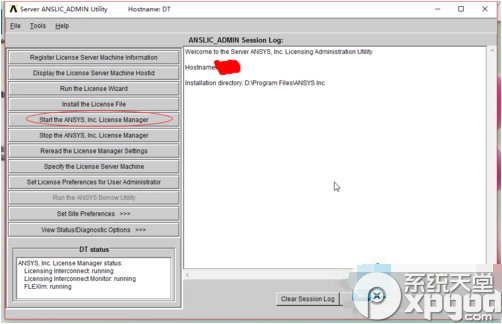 Server ANSLIC_ADMIN Utility Hostname: DT
File Tools Help
ANSLIC_ADMIN Session Log:
Register License Server Machine Information
Display the License Server Machine Hostid
Run the License Wizard
Install the License File
Start the ANSYS, Inc. License Manager
Stop the ANSYS, Inc. License Manager
Reread the License Manager Settings
Specify the License Server Machine
Set License Preferences for User Administrator
Run the ANSYS Borrow Utility
Set Site Preferences >>>
View Status/Diagnostic Options >>>
DT status
ANSYS, Inc. License Manager status:
Licensing Interconnect: running
Licensing Interconnect Monitor: running
FLEXlm: running
Welcome to the Server ANSYS, Inc. Licensing Administration Utility
Hostname
Installation directory: D:\Program Files\ANSYS Inc
Clear Session Log
系统天堂
xpgod
.com